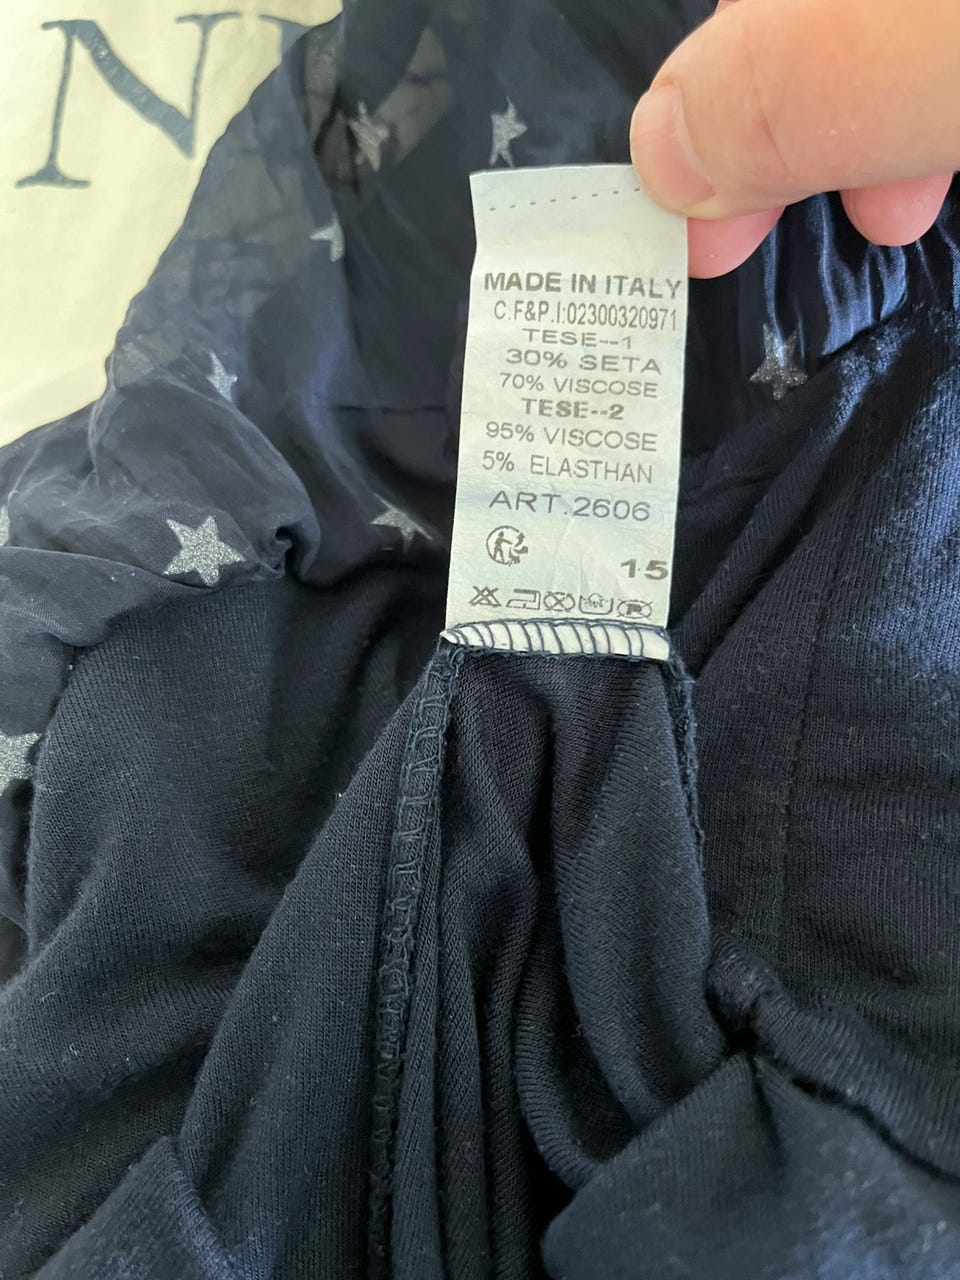 N
MADE IN ITALY
C.F&P.I:02300320971
TESE--1
30% SETA
70% VISCOSE
TESE--2
95% VISCOSE
5% ELASTHAN
ART.2606
15
P